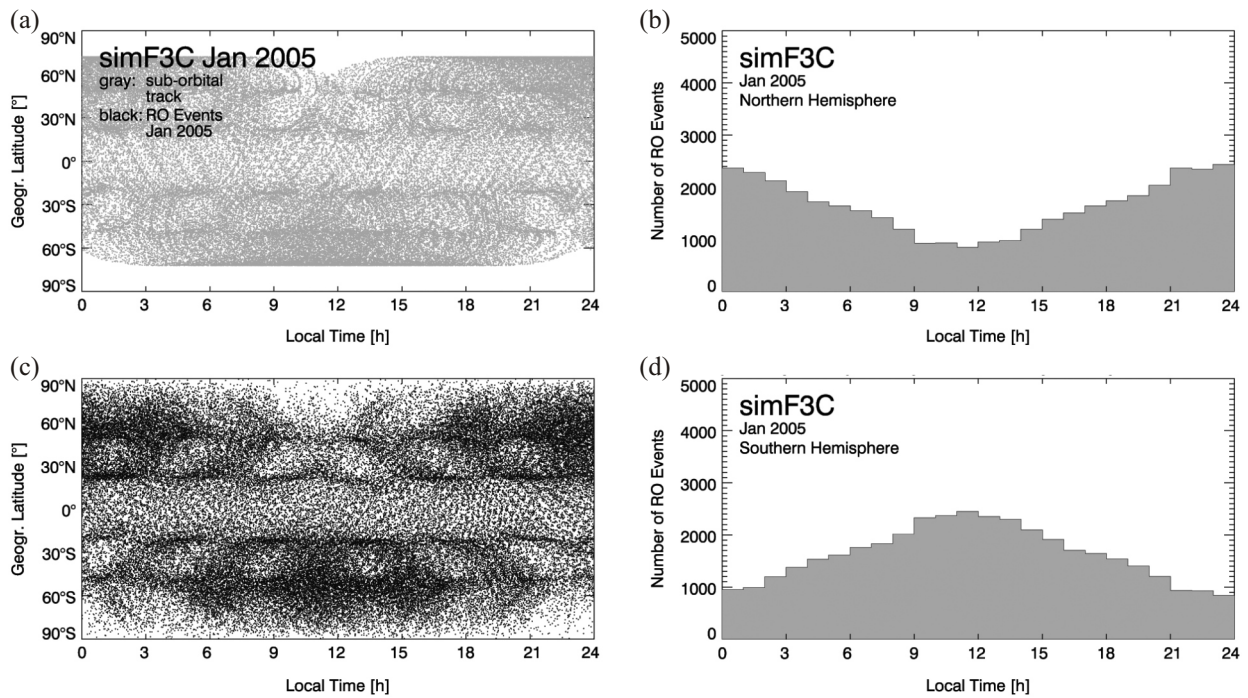 (a)
90°N
60°N
30°N
0°
30°S
60°S
90°S
Geogr. Latitude [°]
simF3C Jan 2005
gray: sub-orbital
track
black: RO Events
Jan 2005
0 3 6 9 12 15 18 21 24
Local Time [h]
(b)
5000
4000
3000
2000
1000
0
Number of RO Events
simF3C
Jan 2005
Northern Hemisphere
0 3 6 9 12 15 18 21 24
Local Time [h]
(c)
90°N
60°N
30°N
0°
30°S
60°S
90°S
Geogr. Latitude [°]
0 3 6 9 12 15 18 21 24
Local Time [h]
(d)
5000
4000
3000
2000
1000
0
Number of RO Events
simF3C
Jan 2005
Southern Hemisphere
0 3 6 9 12 15 18 21 24
Local Time [h]